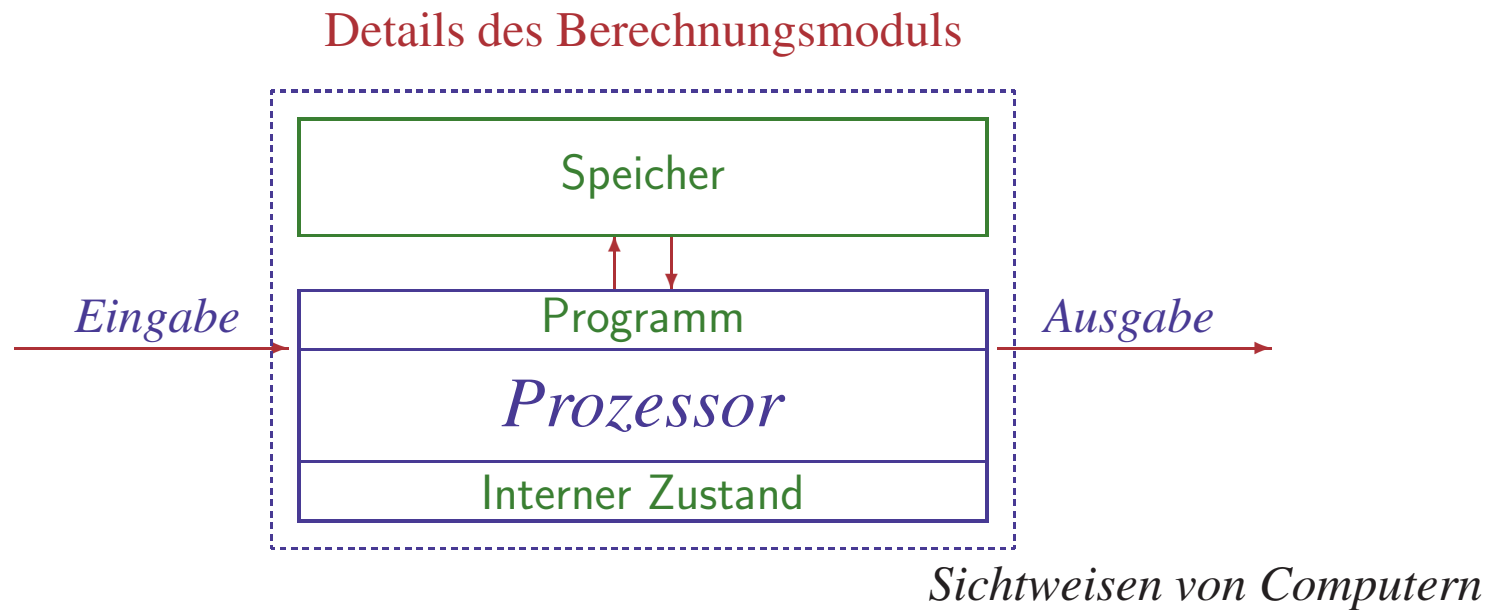 Details des Berechnungsmoduls
Speicher
Eingabe
Programm
Ausgabe
Prozessor
Interner Zustand
Sichtweisen von Computern